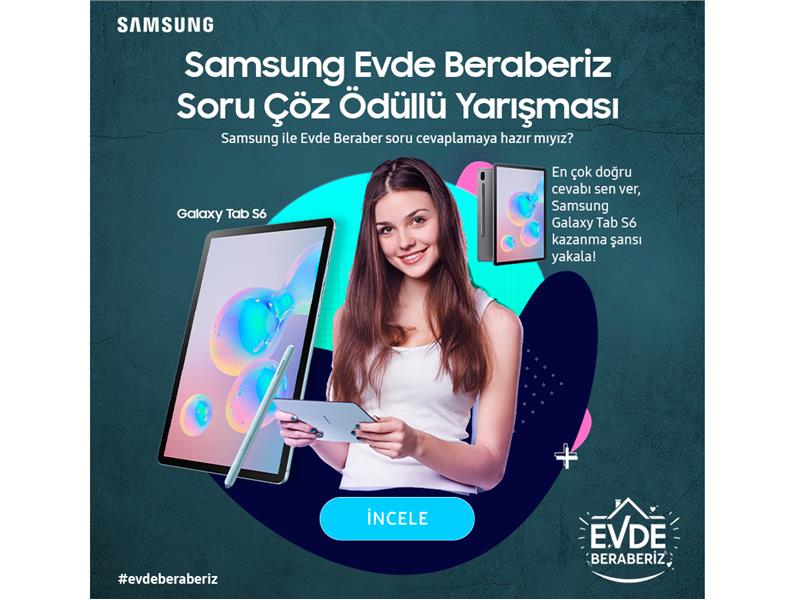 SAMSUNG
Samsung Evde Beraberiz
Soru Çöz Ödüllü Yarışması
Samsung ile Evde Beraber soru cevaplamaya hazır mıyız?
Galaxy Tab S6
En çok doğru
cevabı sen ver,
Samsung
Galaxy Tab S6
kazanma şansı
yakala!
İNCELE
EVDE
BERABERİZ
#evdeberaberiz